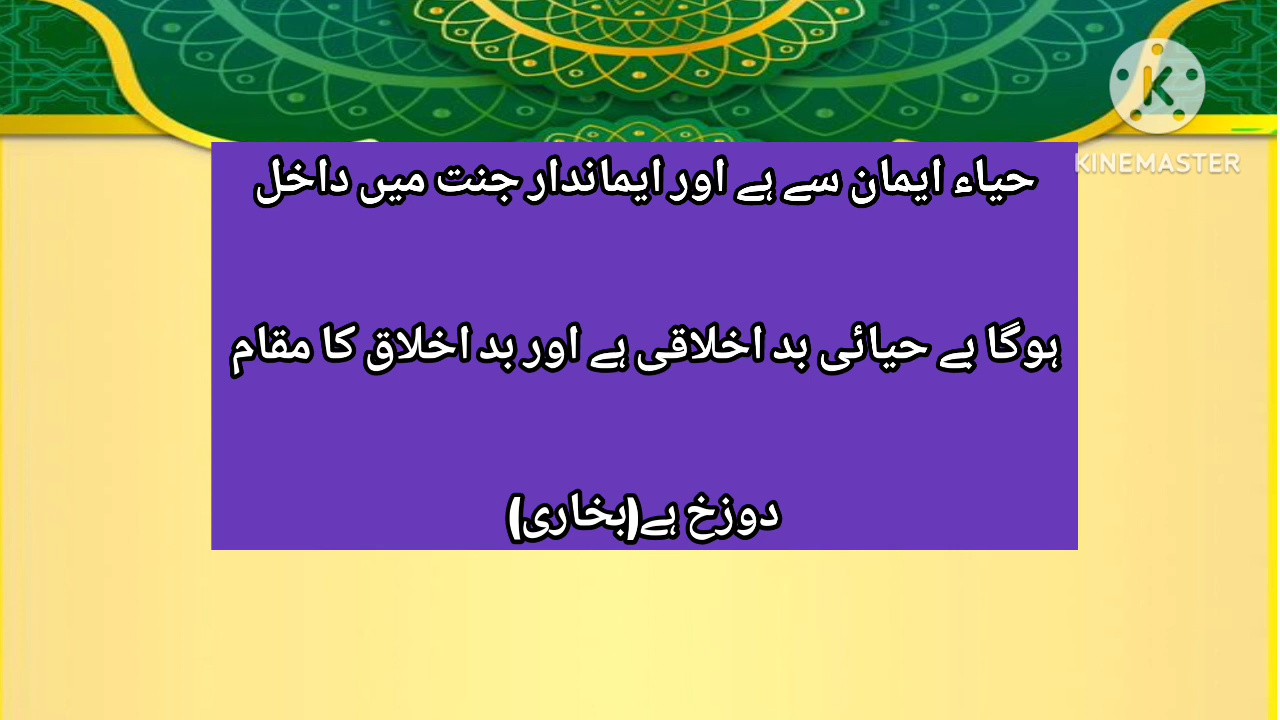 KINEMASTER
حیاء ایمان سے ہے اور ایماندار جنت میں داخل
ہوگا بے حیائی بد اخلاقی ہے اور بد اخلاق کا مقام
دوزخ ہے(بخاری)